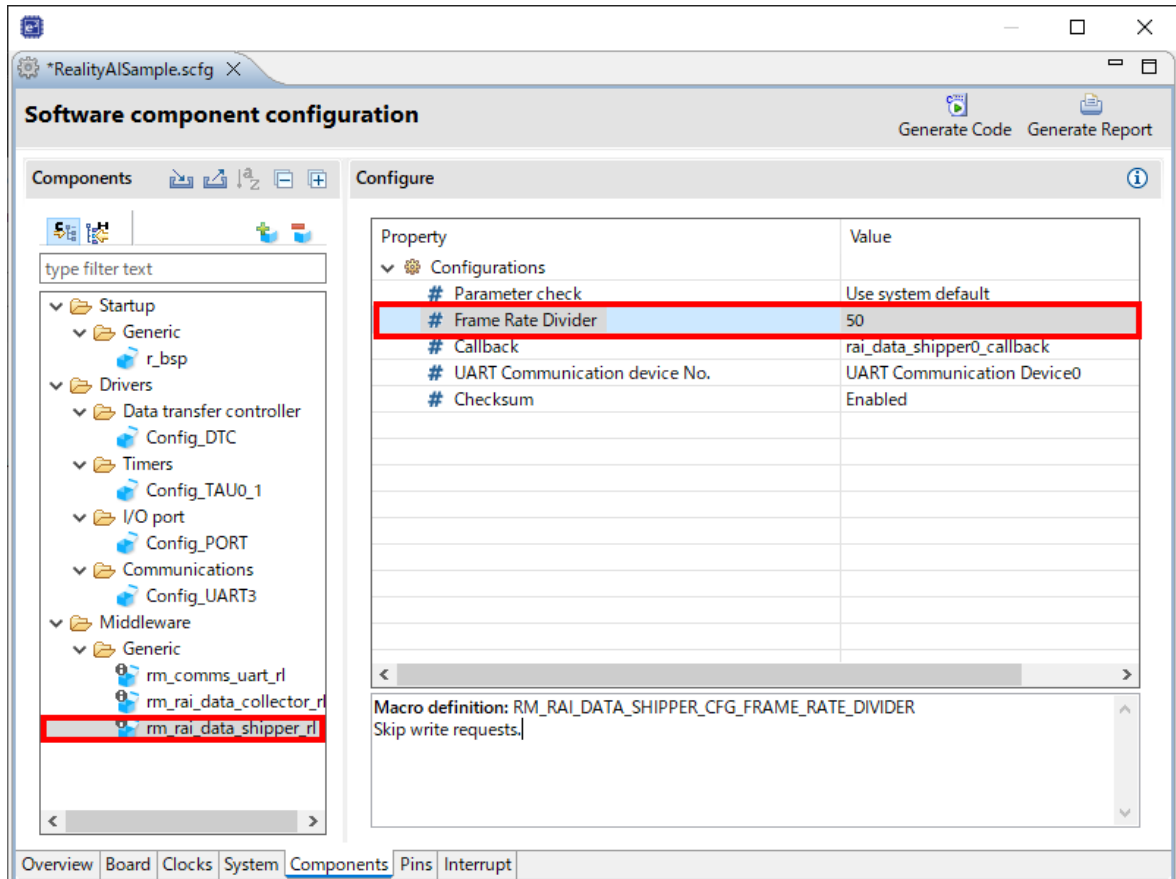 *RealityAISample.scfg
Software component configuration
Generate Code Generate Report
Components
Configure
type filter text
Startup
Generic
r_bsp
Drivers
Data transfer controller
Config_DTC
Timers
Config_TAU0_1
I/O port
Config_PORT
Communications
Config_UART3
Middleware
Generic
rm_comms_uart_rl
rm_rai_data_collector_rl
rm_rai_data_shipper_rl
Property Value
Configurations
# Parameter check Use system default
# Frame Rate Divider 50
# Callback rai_data_shipper0_callback
# UART Communication device No. UART Communication Device0
# Checksum Enabled
Macro definition: RM_RAI_DATA_SHIPPER_CFG_FRAME_RATE_DIVIDER
Skip write requests.
Overview Board Clocks System Components Pins Interrupt